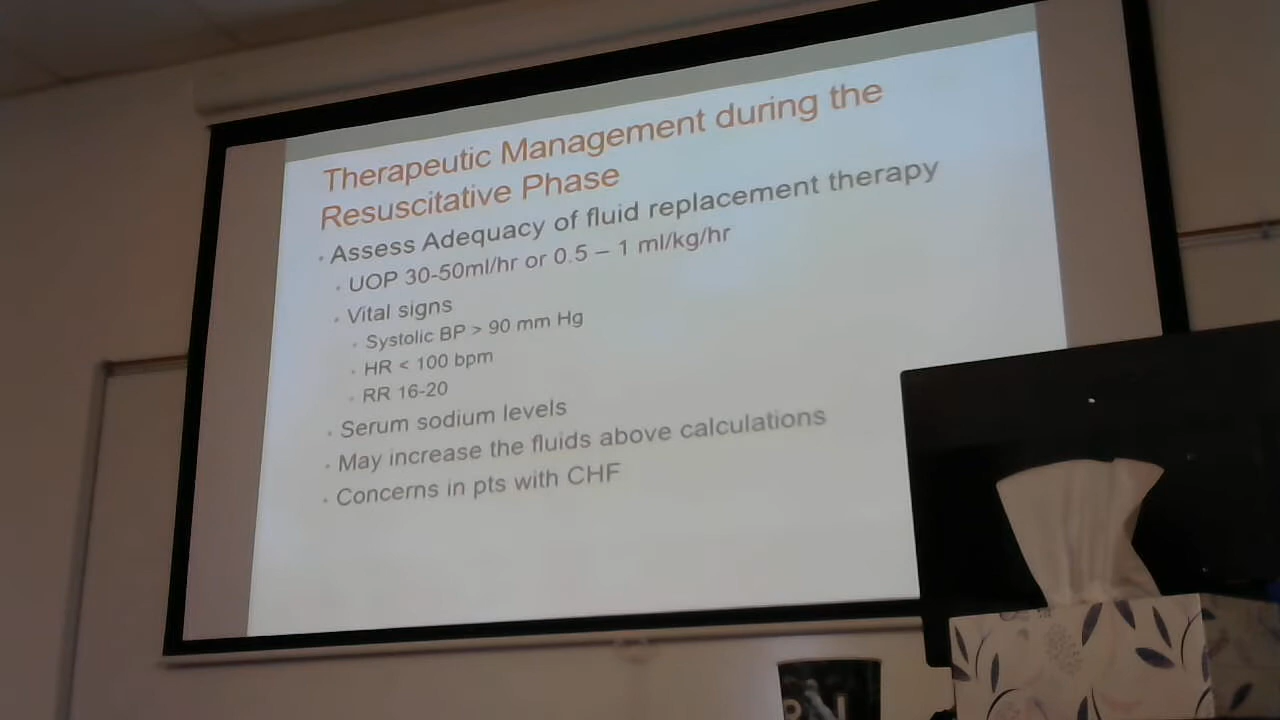 Therapeutic Management during the
Resuscitative Phase
• Assess Adequacy of fluid replacement therapy
• UOP 30-50ml/hr or 0.5 – 1 ml/kg/hr
• Vital signs
• Systolic BP > 90 mm Hg
• HR < 100 bpm
• RR 16-20
• Serum sodium levels
• May increase the fluids above calculations
• Concerns in pts with CHF